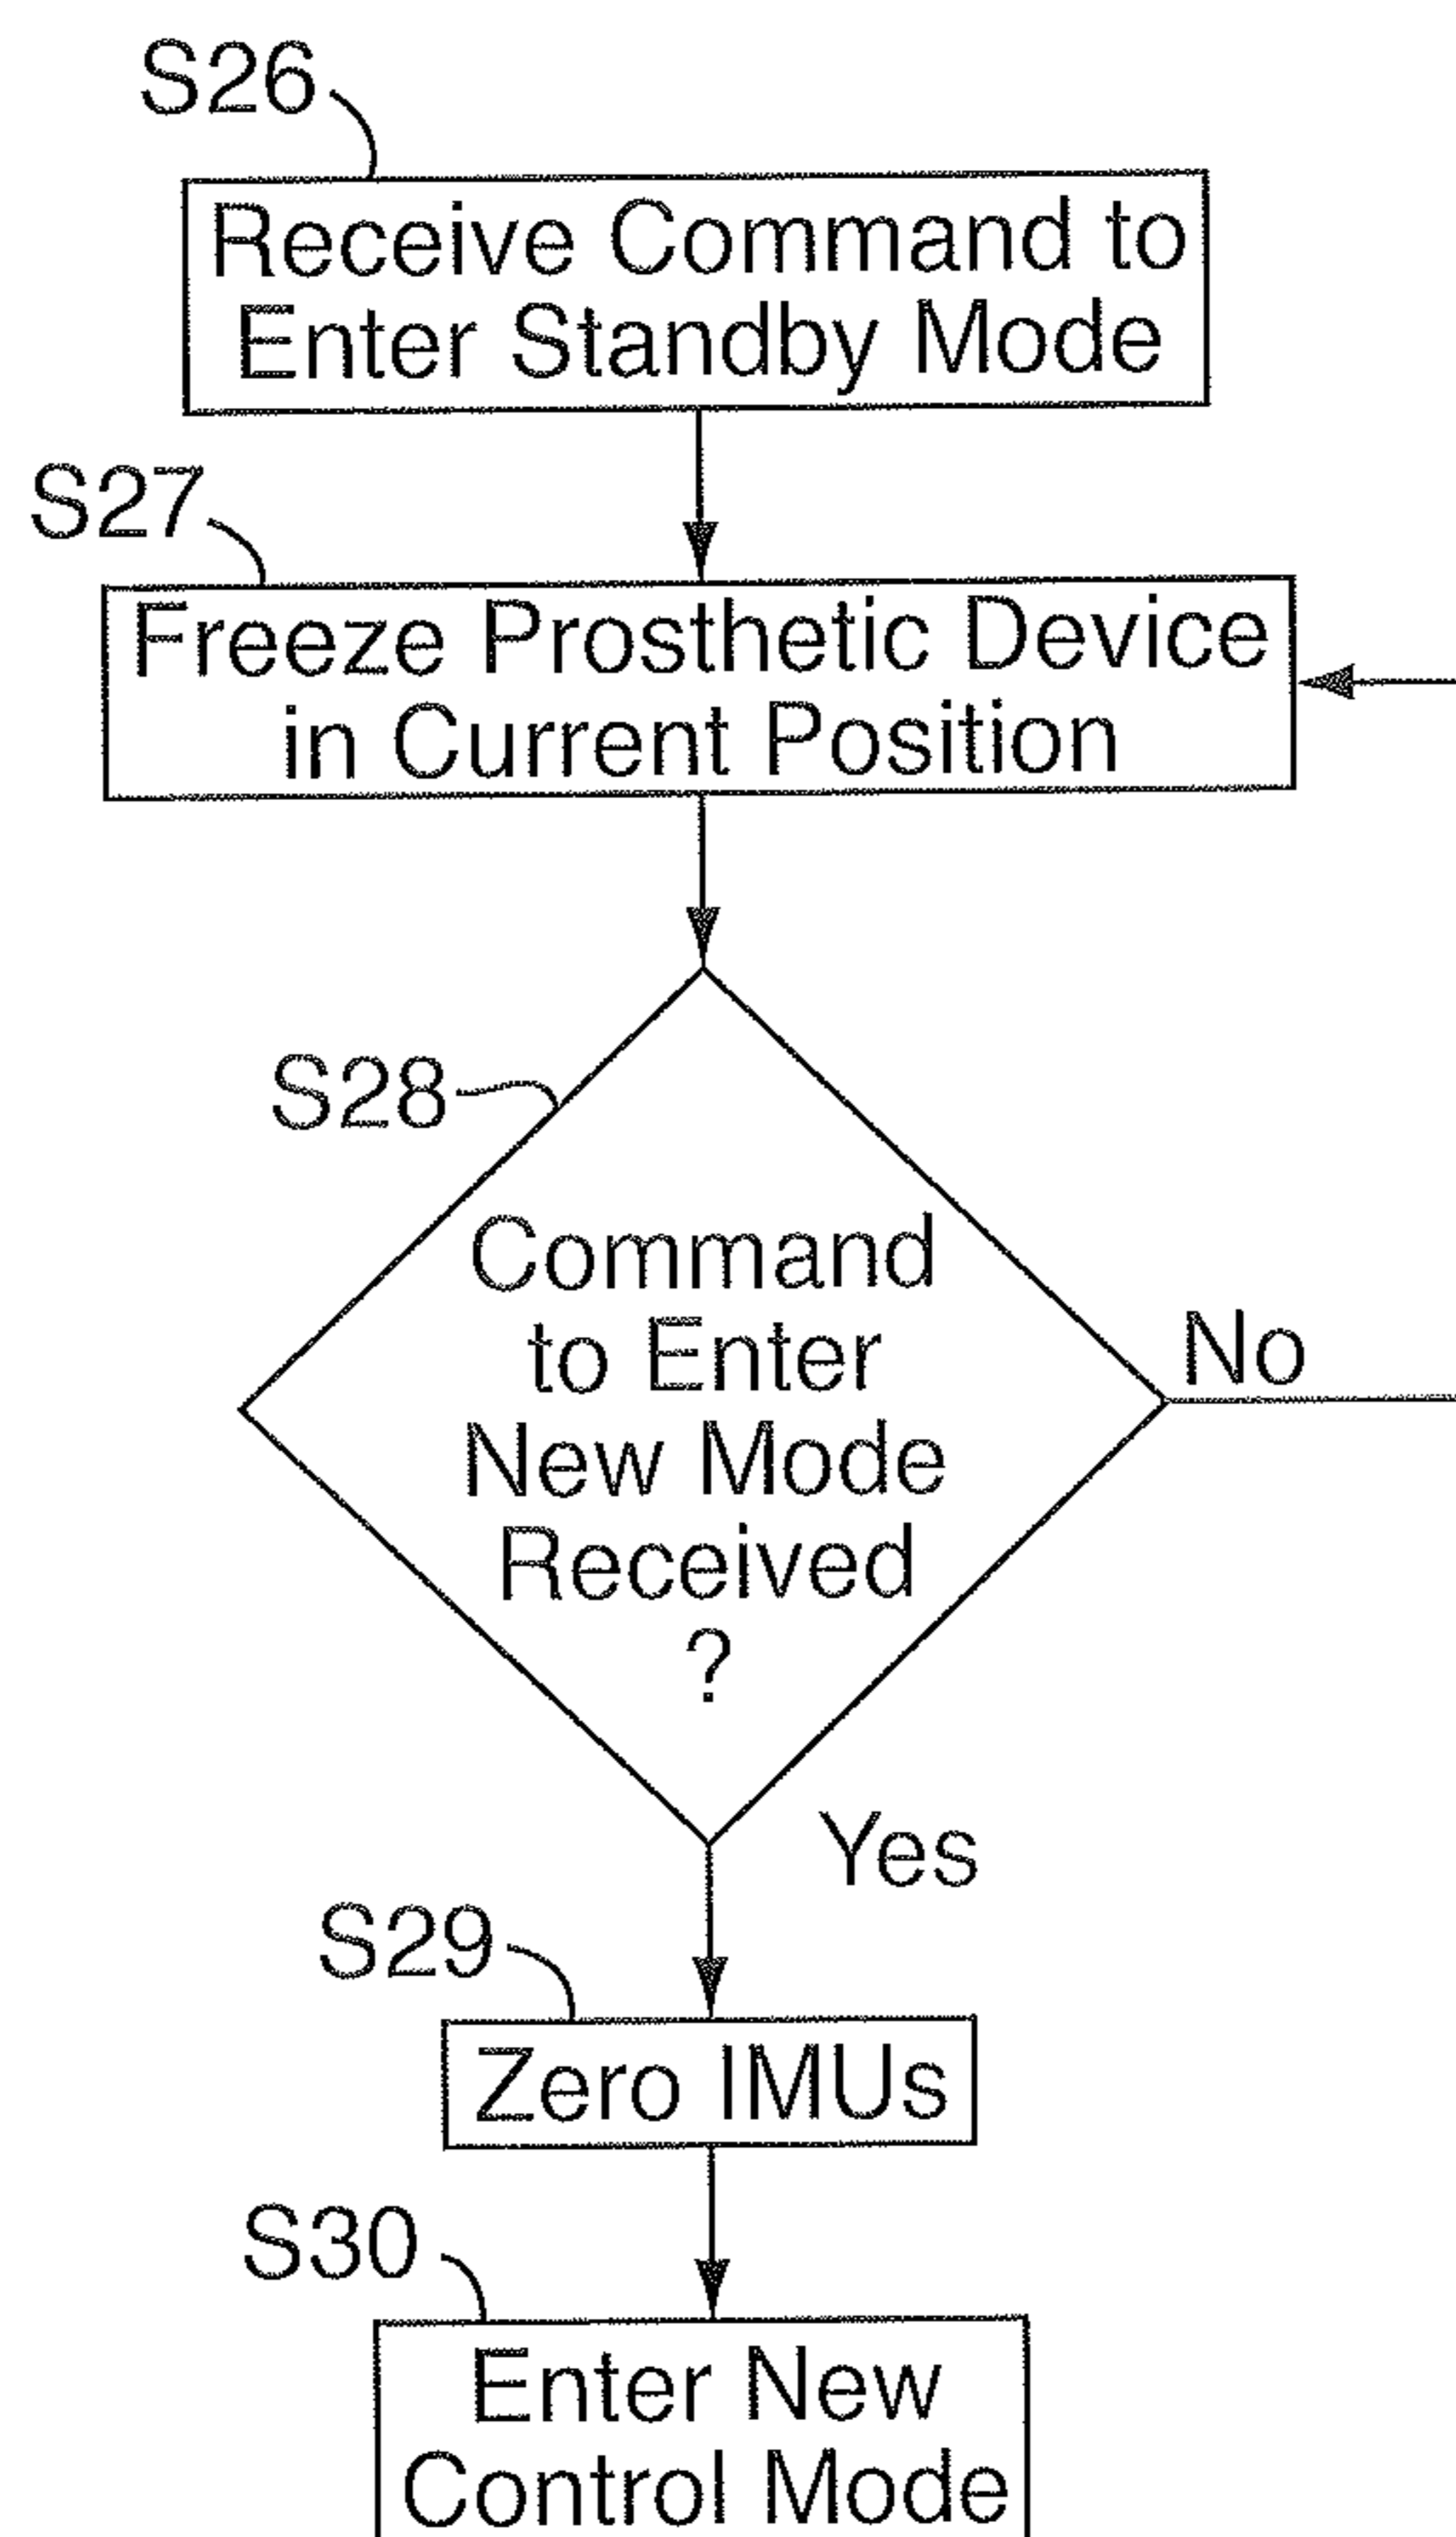 S26
Receive Command to
Enter Standby Mode
S27
Freeze Prosthetic Device
in Current Position
S28
Command
to Enter
New Mode
Received
?
No
Yes
S29
Zero IMUs
S30
Enter New
Control Mode